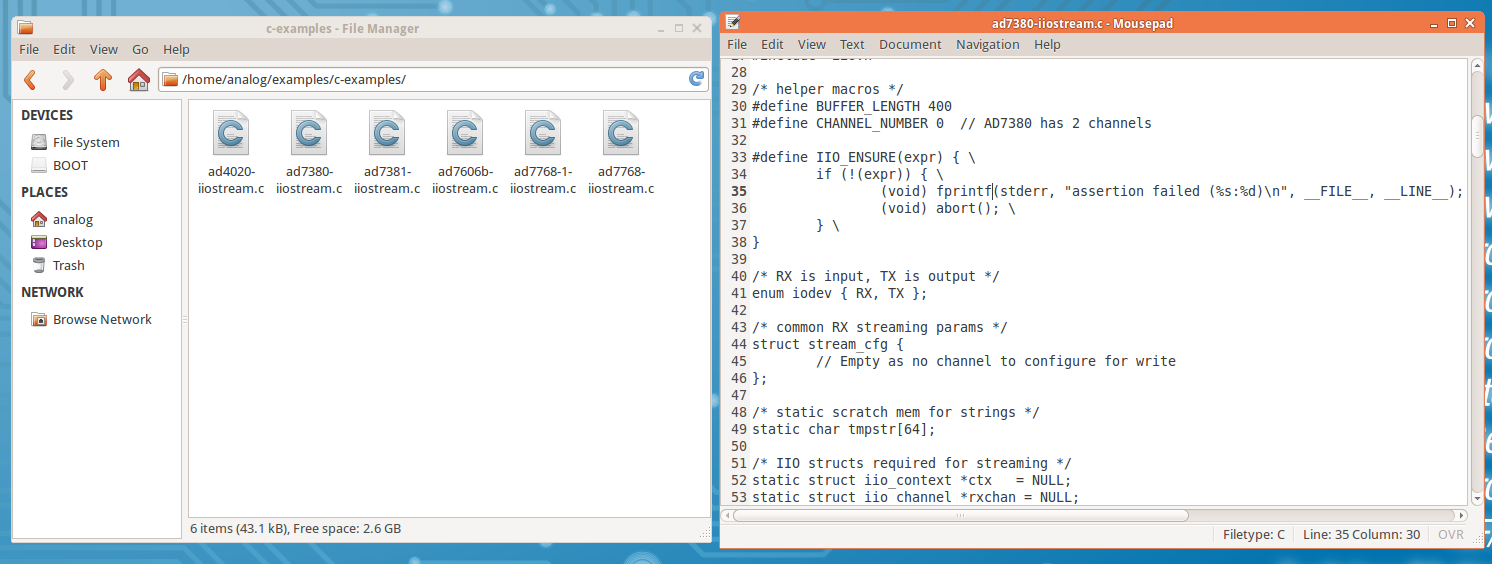 c-examples - File Manager
File Edit View Go Help
/home/analog/examples/c-examples/
DEVICES
File System
BOOT
PLACES
analog
Desktop
Trash
NETWORK
Browse Network
ad4020-iiostream.c
ad7380-iiostream.c
ad7381-iiostream.c
ad7606b-iiostream.c
ad7768-1-iiostream.c
ad7768-iiostream.c
6 items (43.1 kB), Free space: 2.6 GB
ad7380-iiostream.c - Mousepad
File Edit View Text Document Navigation Help
28
29 /* helper macros */
30 #define BUFFER_LENGTH 400
31 #define CHANNEL_NUMBER 0  // AD7380 has 2 channels
32
33 #define IIO_ENSURE(expr) { \
34         if (!(expr)) { \
35                 (void) fprintf(stderr, "assertion failed (%s:%d)\n", __FILE__, __LINE__);
36                 (void) abort(); \
37         } \
38 }
39
40 /* RX is input, TX is output */
41 enum iodev { RX, TX };
42
43 /* common RX streaming params */
44 struct stream_cfg {
45         // Empty as no channel to configure for write
46 };
47
48 /* static scratch mem for strings */
49 static char tmpstr[64];
50
51 /* IIO structs required for streaming */
52 static struct iio_context *ctx   = NULL;
53 static struct iio_channel *rxchan = NULL;
Filetype: C Line: 35 Column: 30 OVR